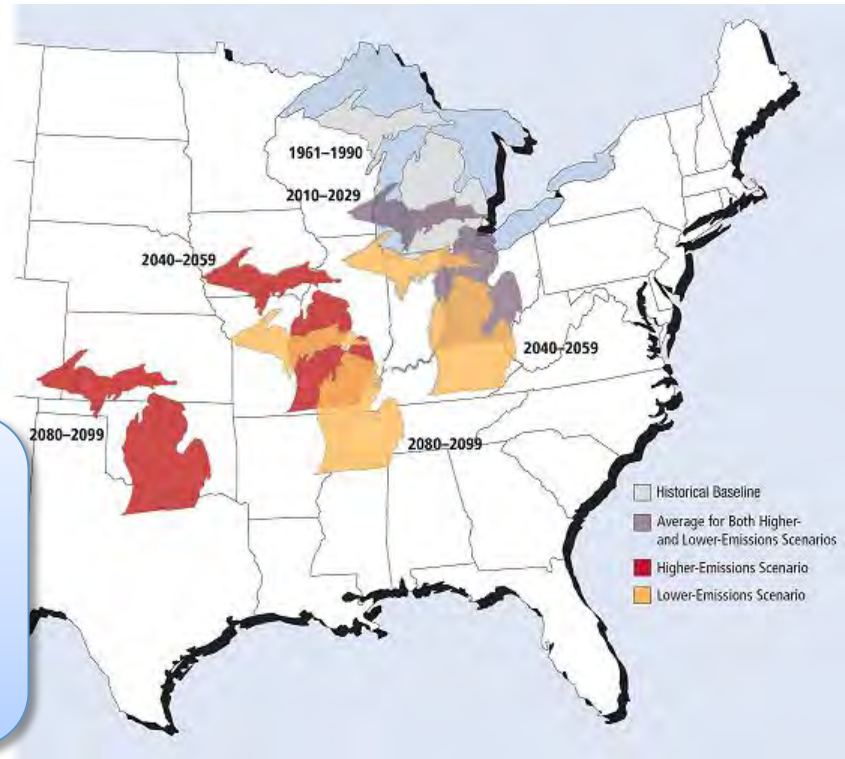 1961–1990
2010–2029
2040–2059
2040–2059
2080–2099
2080–2099
Historical Baseline
Average for Both Higher-
and Lower-Emissions Scenarios
Higher-Emissions Scenario
Lower-Emissions Scenario